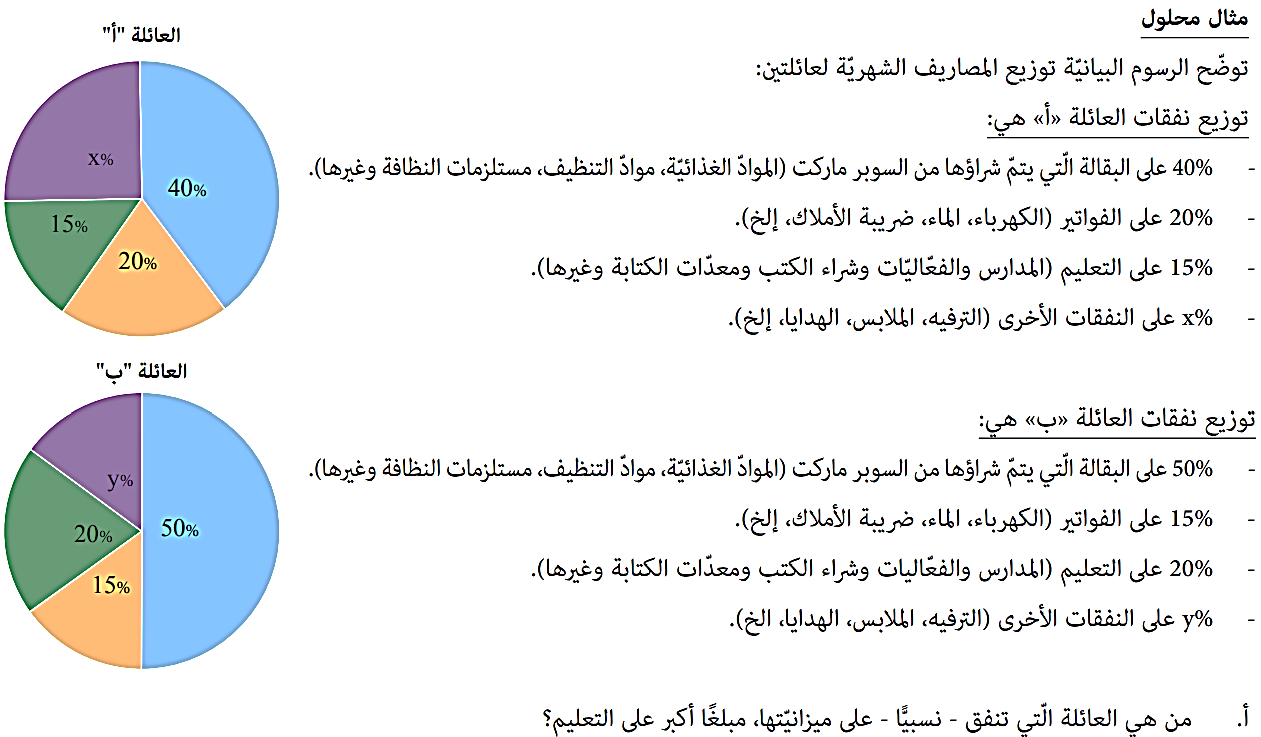 مثال محلول
توضّح الرسوم البيانيّة توزيع المصاريف الشهريّة لعائلتين:
توزيع نفقات العائلة «أ» هي:
- 40% على البقالة الّتي يتمّ شراؤها من السوبر ماركت (الموادّ الغذائيّة، موادّ التنظيف، مستلزمات النظافة وغيرها).
- 20% على الفواتير (الكهرباء، الماء، ضريبة الأملاك، إلخ).
- 15% على التعليم (المدارس والفعّاليّات وشراء الكتب ومعدّات الكتابة وغيرها).
- x% على النفقات الأخرى (الترفيه، الملابس، الهدايا، إلخ).
العائلة "أ"
x%
40%
15%
20%
توزيع نفقات العائلة «ب» هي:
- 50% على البقالة الّتي يتمّ شراؤها من السوبر ماركت (الموادّ الغذائيّة، موادّ التنظيف، مستلزمات النظافة وغيرها).
- 15% على الفواتير (الكهرباء، الماء، ضريبة الأملاك، إلخ).
- 20% على التعليم (المدارس والفعّاليات وشراء الكتب ومعدّات الكتابة وغيرها).
- y% على النفقات الأخرى (الترفيه، الملابس، الهدايا، الخ).
العائلة "ب"
y%
50%
20%
15%
أ. من هي العائلة الّتي تنفق - نسبيًّا - على ميزانيّتها، مبلغًا أكبر على التعليم؟